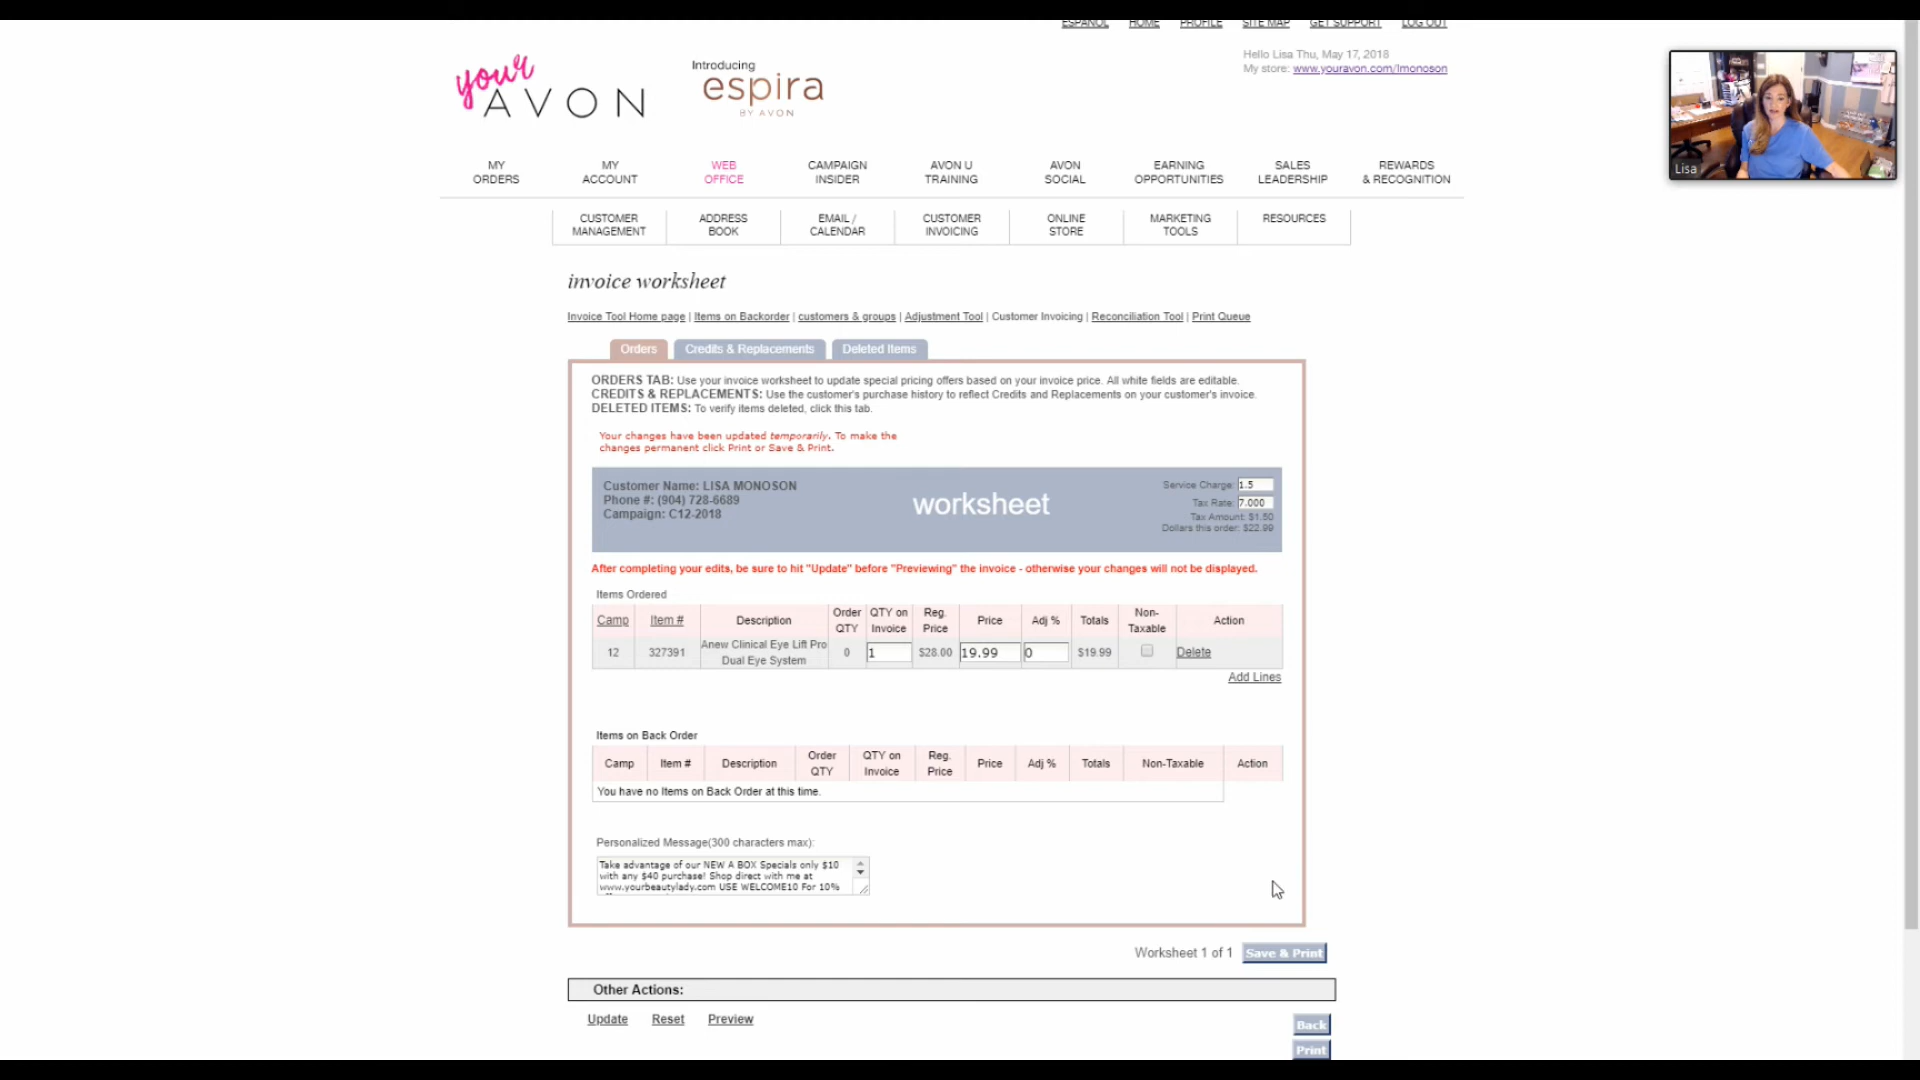 ESPAÑOL HOME PROFILE SITE MAP GET SUPPORT LOG OUT
Hello Lisa Thu, May 17, 2018
My store: www.youravon.com/lmonoson
your
AVON
Introducing
espira
BY AVON
Lisa
MY ORDERS
MY ACCOUNT
WEB OFFICE
CAMPAIGN INSIDER
AVON U TRAINING
AVON SOCIAL
EARNING OPPORTUNITIES
SALES LEADERSHIP
REWARDS & RECOGNITION
CUSTOMER MANAGEMENT
ADDRESS BOOK
EMAIL / CALENDAR
CUSTOMER INVOICING
ONLINE STORE
MARKETING TOOLS
RESOURCES
invoice worksheet
Invoice Tool Home page | Items on Backorder | customers & groups | Adjustment Tool | Customer Invoicing | Reconciliation Tool | Print Queue
Orders Credits & Replacements Deleted Items
ORDERS TAB: Use your invoice worksheet to update special pricing offers based on your invoice price. All white fields are editable.
CREDITS & REPLACEMENTS: Use the customer's purchase history to reflect Credits and Replacements on your customer's invoice.
DELETED ITEMS: To verify items deleted, click this tab.
Your changes have been updated temporarily. To make the
changes permanent click Print or Save & Print.
Customer Name: LISA MONOSON
Phone #: (904) 728-6689
Campaign: C12-2018
worksheet
Service Charge: 1.5
Tax Rate: 7.000
Tax Amount: $1.50
Dollars this order: $22.99
After completing your edits, be sure to hit "Update" before "Previewing" the invoice - otherwise your changes will not be displayed.
Items Ordered
Camp Item # Description Order QTY QTY on Invoice Reg. Price Price Adj % Totals Non-Taxable Action
12 327391 Anew Clinical Eye Lift Pro Dual Eye System 0 1 $28.00 19.99 0 $19.99 Delete
Add Lines
Items on Back Order
Camp Item # Description Order QTY QTY on Invoice Reg. Price Price Adj % Totals Non-Taxable Action
You have no Items on Back Order at this time.
Personalized Message(300 characters max):
Take advantage of our NEW A BOX Specials only $10
with any $40 purchase! Shop direct with me at
www.yourbeautylady.com USE WELCOME10 For 10%
Worksheet 1 of 1 Save & Print
Other Actions:
Update Reset Preview
Back
Print